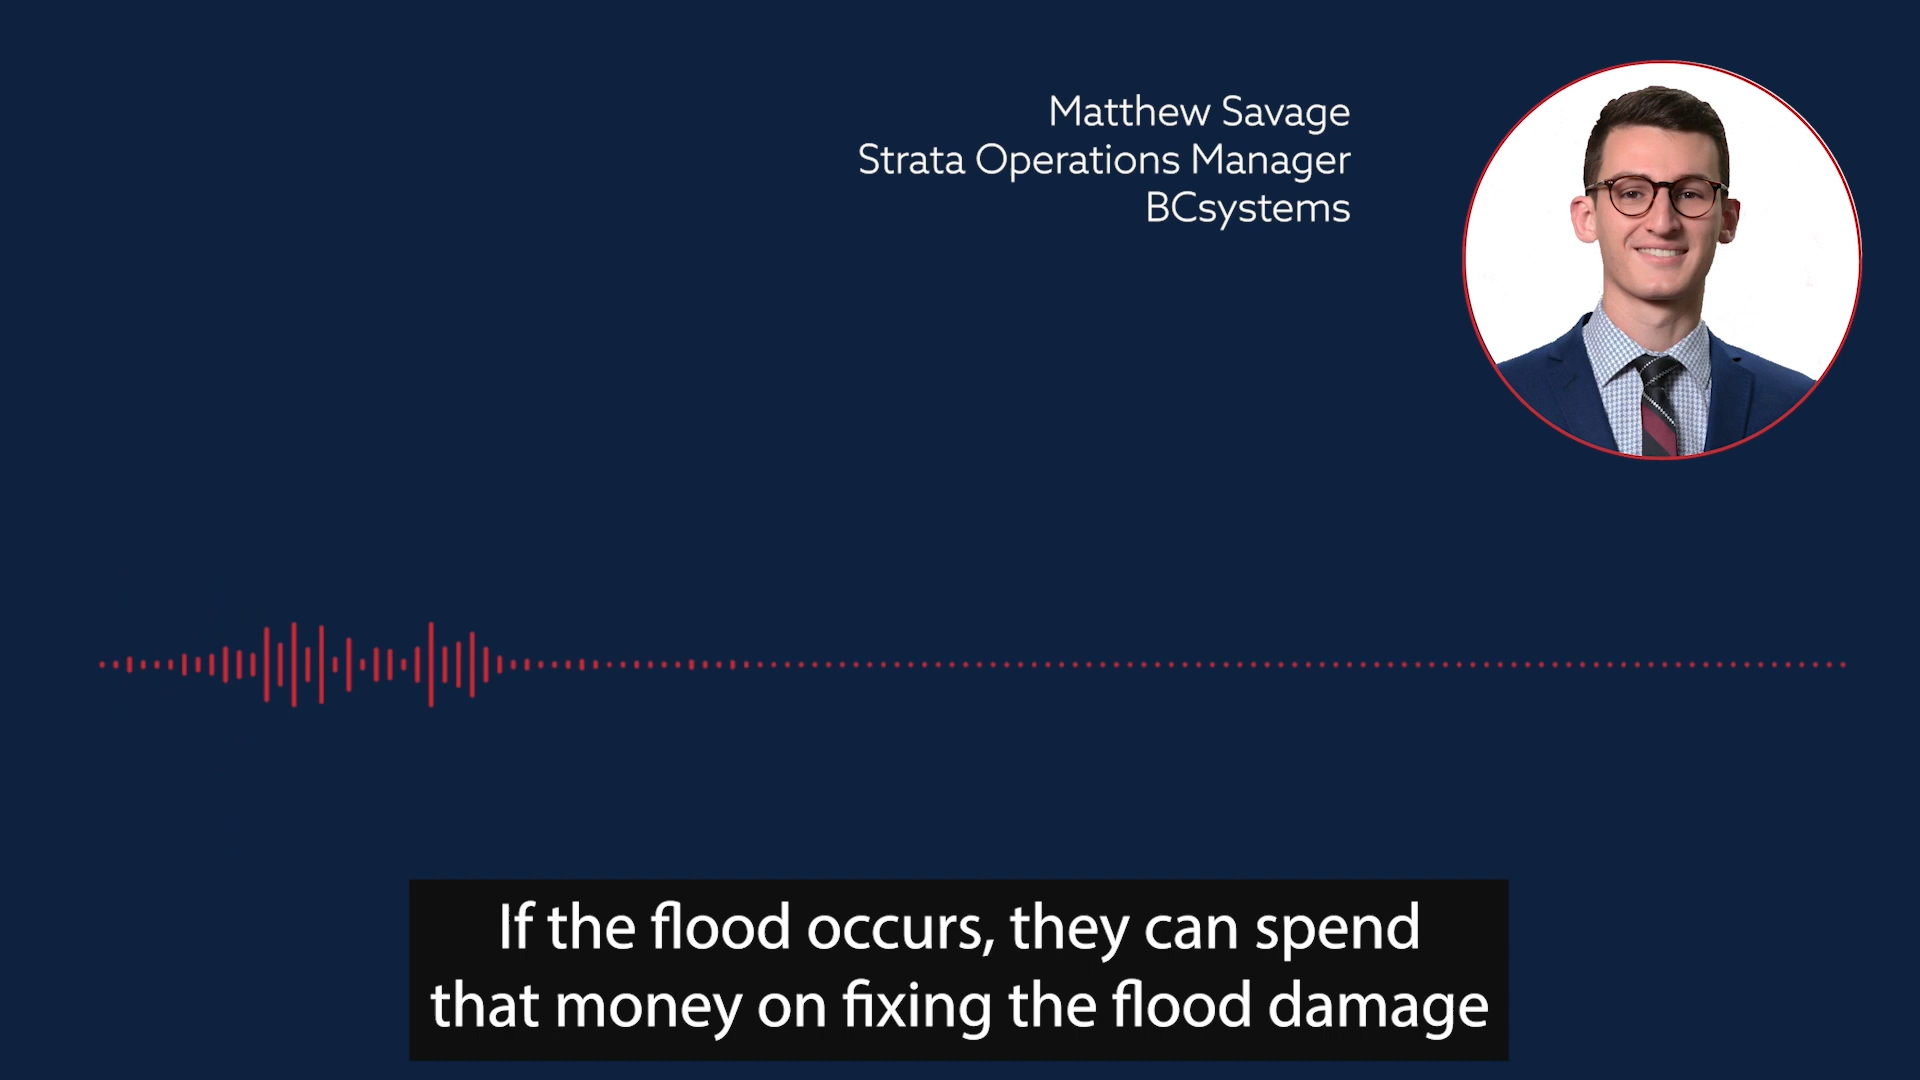 Matthew Savage
Strata Operations Manager
BCsystems
If the flood occurs, they can spend
that money on fixing the flood damage